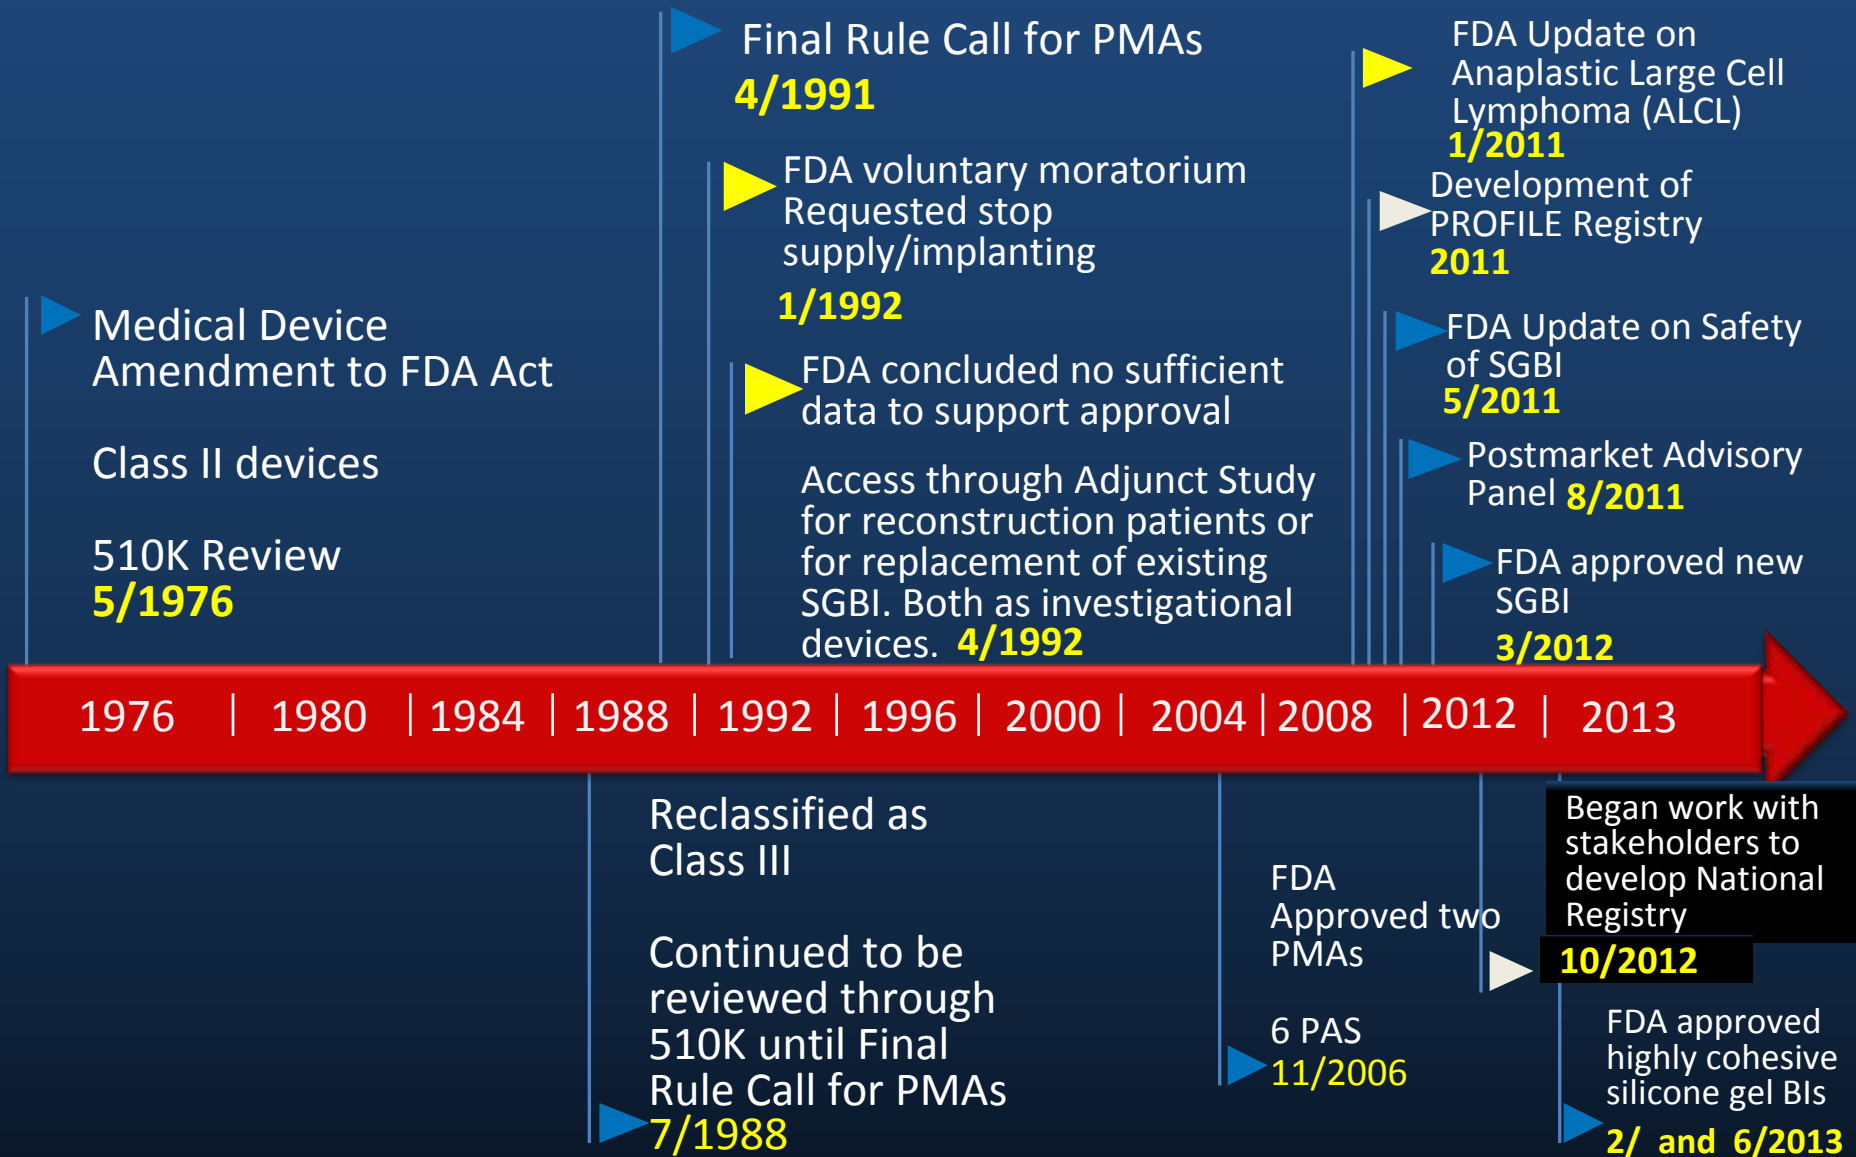 Final Rule Call for PMAs
4/1991
FDA voluntary moratorium
Requested stop
supply/implanting
1/1992
Medical Device
Amendment to FDA Act
Class II devices
510K Review
5/1976
FDA concluded no sufficient
data to support approval
Access through Adjunct Study
for reconstruction patients or
for replacement of existing
SGBI. Both as investigational
devices. 4/1992
FDA Update on
Anaplastic Large Cell
Lymphoma (ALCL)
1/2011
Development of
PROFILE Registry
2011
FDA Update on Safety
of SGBI
5/2011
Postmarket Advisory
Panel 8/2011
FDA approved new
SGBI
3/2012
1976 | 1980 | 1984 | 1988 | 1992 | 1996 | 2000 | 2004 | 2008 | 2012 | 2013
Reclassified as
Class III
Continued to be
reviewed through
510K until Final
Rule Call for PMAs
7/1988
FDA
Approved two
PMAs
6 PAS
11/2006
Began work with
stakeholders to
develop National
Registry
10/2012
FDA approved
highly cohesive
silicone gel BIs
2/ and 6/2013